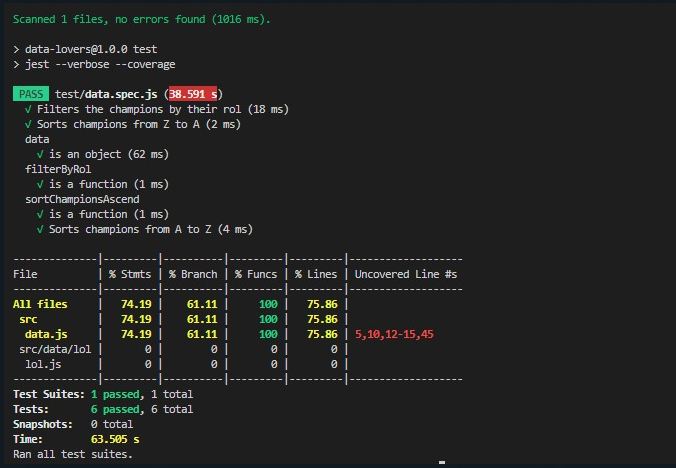 Scanned 1 files, no errors found (1016 ms).
> data-lovers@1.0.0 test
> jest --verbose --coverage
PASS test/data.spec.js (38.591 s)
√ Filters the champions by their rol (18 ms)
√ Sorts champions from Z to A (2 ms)
data
√ is an object (62 ms)
filterByRol
√ is a function (1 ms)
sortChampionsAscend
√ is a function (1 ms)
√ Sorts champions from A to Z (4 ms)
--------------|---------|----------|---------|---------|-------------------
File | % Stmts | % Branch | % Funcs | % Lines | Uncovered Line #s
--------------|---------|----------|---------|---------|-------------------
All files | 74.19 | 61.11 | 100 | 75.86 |
src | 74.19 | 61.11 | 100 | 75.86 |
data.js | 74.19 | 61.11 | 100 | 75.86 | 5,10,12-15,45
src/data/lol | 0 | 0 | 0 | 0 |
lol.js | 0 | 0 | 0 | 0 |
--------------|---------|----------|---------|---------|-------------------
Test Suites: 1 passed, 1 total
Tests: 6 passed, 6 total
Snapshots: 0 total
Time: 63.505 s
Ran all test suites.